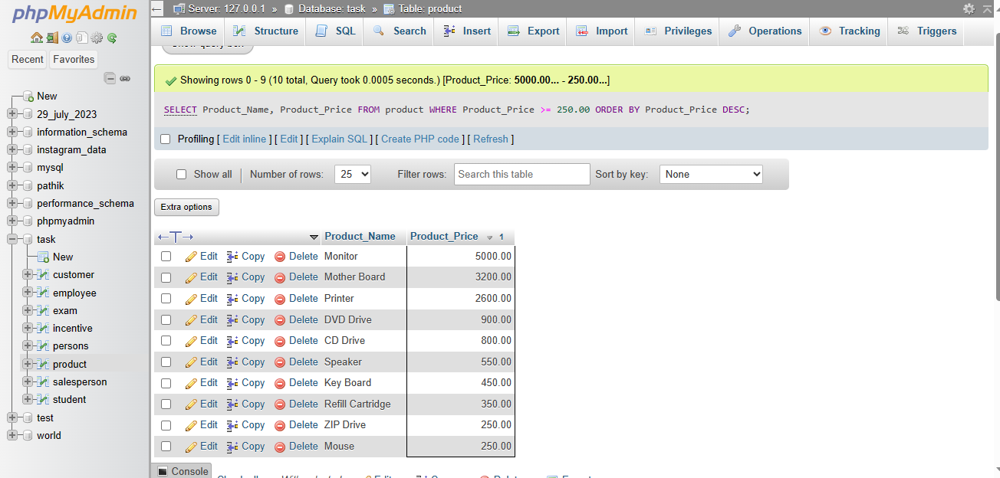 phpMyAdmin
Recent Favorites
New
29_july_2023
information_schema
instagram_data
mysql
pathik
performance_schema
phpmyadmin
task
New
customer
employee
exam
incentive
persons
product
salesperson
student
test
world
Server: 127.0.0.1 » Database: task » Table: product
Browse Structure SQL Search Insert Export Import Privileges Operations Tracking Triggers
Show query box
Showing rows 0 - 9 (10 total, Query took 0.0005 seconds.) [Product_Price: 5000.00... - 250.00...]
SELECT Product_Name, Product_Price FROM product WHERE Product_Price >= 250.00 ORDER BY Product_Price DESC;
Profiling [ Edit inline ] [ Edit ] [ Explain SQL ] [ Create PHP code ] [ Refresh ]
Show all | Number of rows: 25 Filter rows: Search this table Sort by key: None
Extra options
←T→ Product_Name Product_Price 1
Edit Copy Delete Monitor 5000.00
Edit Copy Delete Mother Board 3200.00
Edit Copy Delete Printer 2600.00
Edit Copy Delete DVD Drive 900.00
Edit Copy Delete CD Drive 800.00
Edit Copy Delete Speaker 550.00
Edit Copy Delete Key Board 450.00
Edit Copy Delete Refill Cartridge 350.00
Edit Copy Delete ZIP Drive 250.00
Edit Copy Delete Mouse 250.00
Console